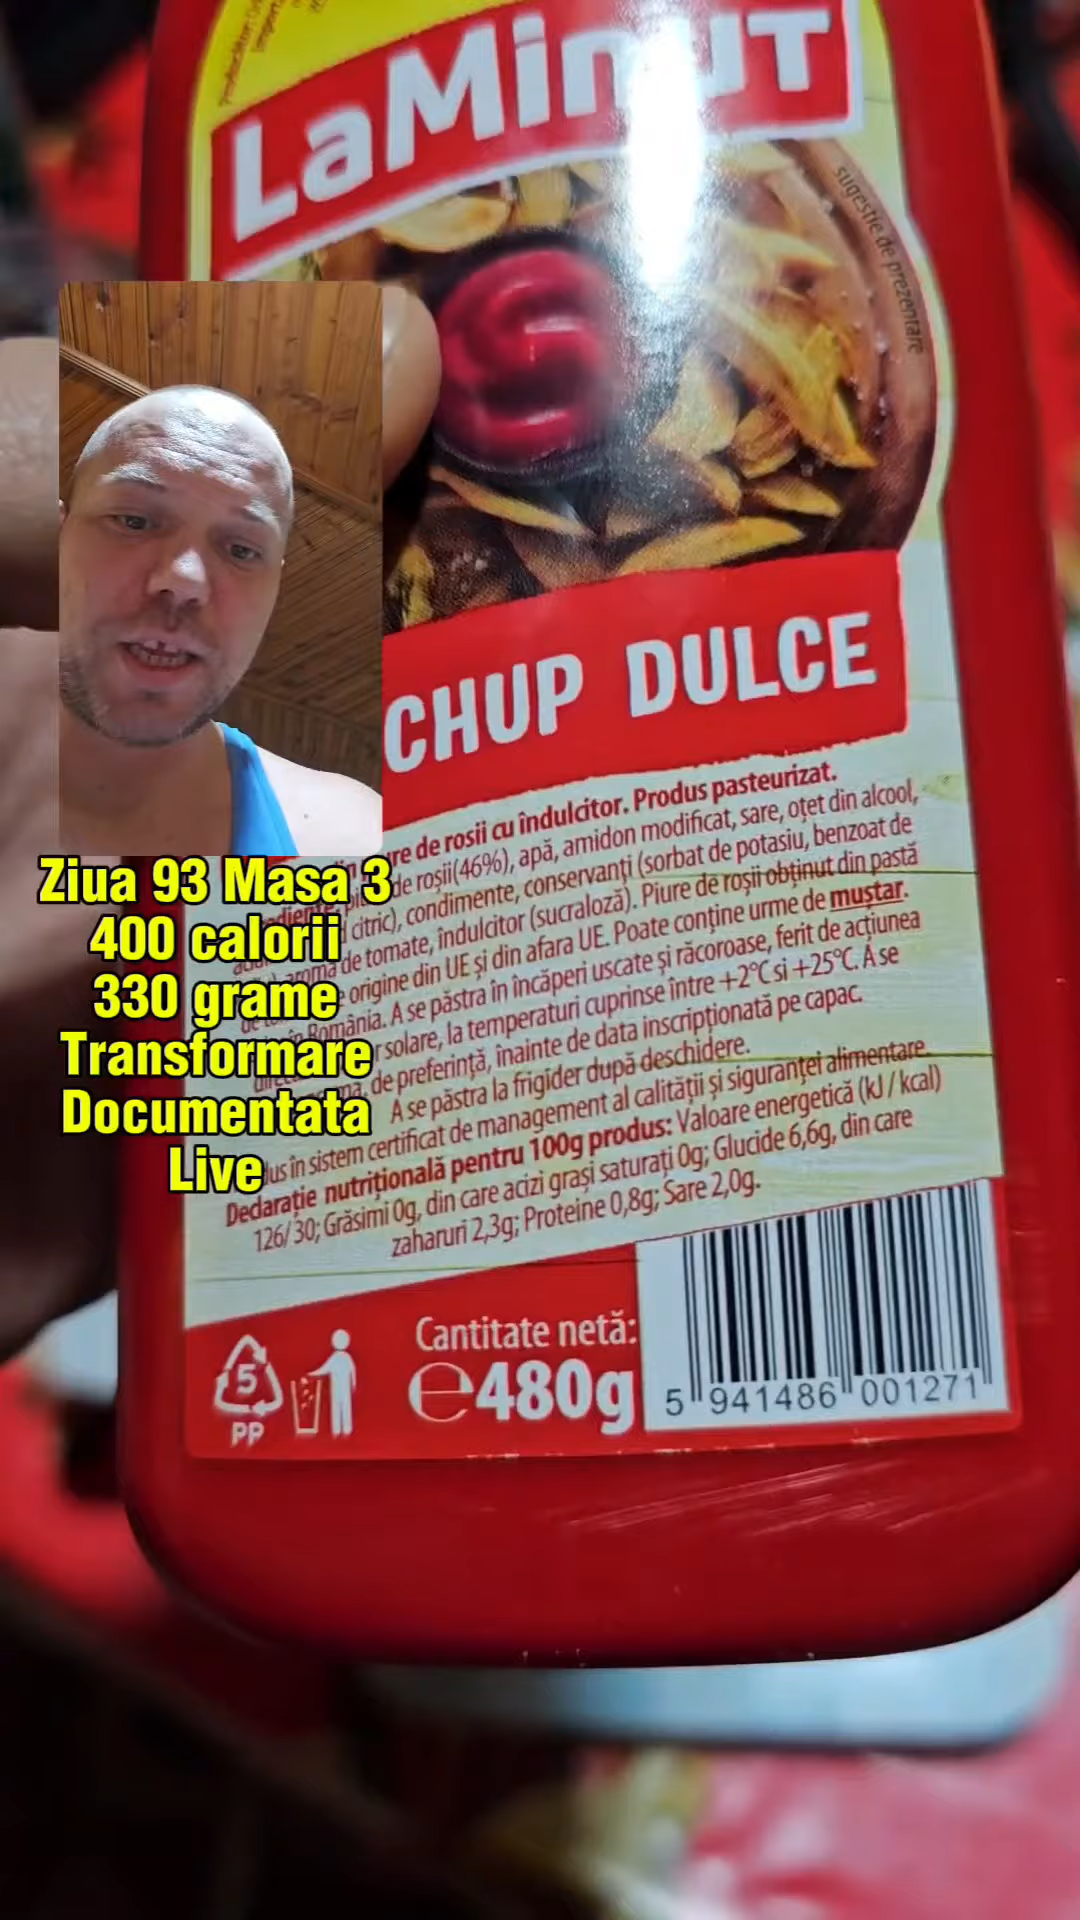 LaMinuT
sugestie de prezentare
CHUP DULCE
re de rosii cu îndulcitor. Produs pasteurizat.
de roșii(46%), apă, amidon modificat, sare, oțet din alcool,
citric), condimente, conservanți (sorbat de potasiu, benzoat de
aromă de tomate, îndulcitor (sucraloză). Piure de roșii obținut din pastă
origine din UE și din afara UE. Poate conține urme de muștar.
în România. A se păstra în încăperi uscate și răcoroase, ferit de acțiunea
solare, la temperaturi cuprinse între +2°C si +25°C. A se
de preferință, înainte de data inscripționată pe capac.
A se păstra la frigider după deschidere.
în sistem certificat de management al calității și siguranței alimentare.
Declarație nutrițională pentru 100g produs: Valoare energetică (kJ / kcal)
126/ 30; Grăsimi 0g, din care acizi grași saturați 0g; Glucide 6,6g, din care
zaharuri 2,3g; Proteine 0,8g; Sare 2,0g.
Ziua 93 Masa 3
400 calorii
330 grame
Transformare
Documentata
Live
5
PP
Cantitate netă:
e480g
5 941486 001271